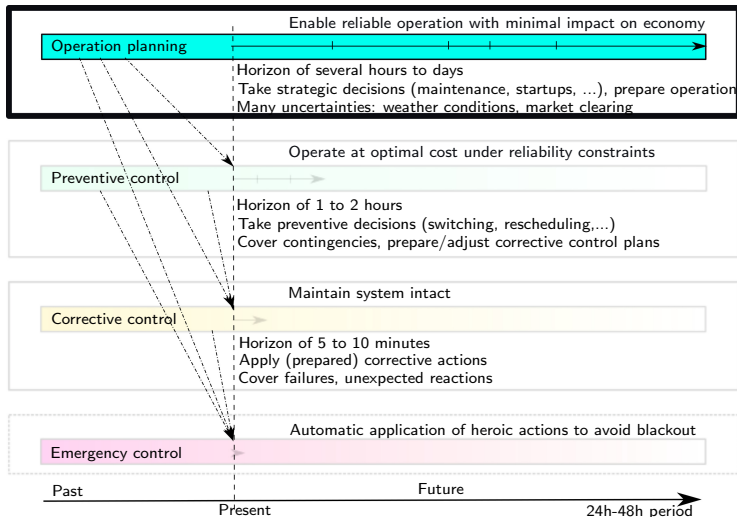 Enable reliable operation with minimal impact on economy
Operation planning
Horizon of several hours to days
Take strategic decisions (maintenance, startups, ...), prepare operation
Many uncertainties: weather conditions, market clearing
Operate at optimal cost under reliability constraints
Preventive control
Horizon of 1 to 2 hours
Take preventive decisions (switching, rescheduling,...)
Cover contingencies, prepare/adjust corrective control plans
Maintain system intact
Corrective control
Horizon of 5 to 10 minutes
Apply (prepared) corrective actions
Cover failures, unexpected reactions
Automatic application of heroic actions to avoid blackout
Emergency control
Past
Future
Present
24h-48h period